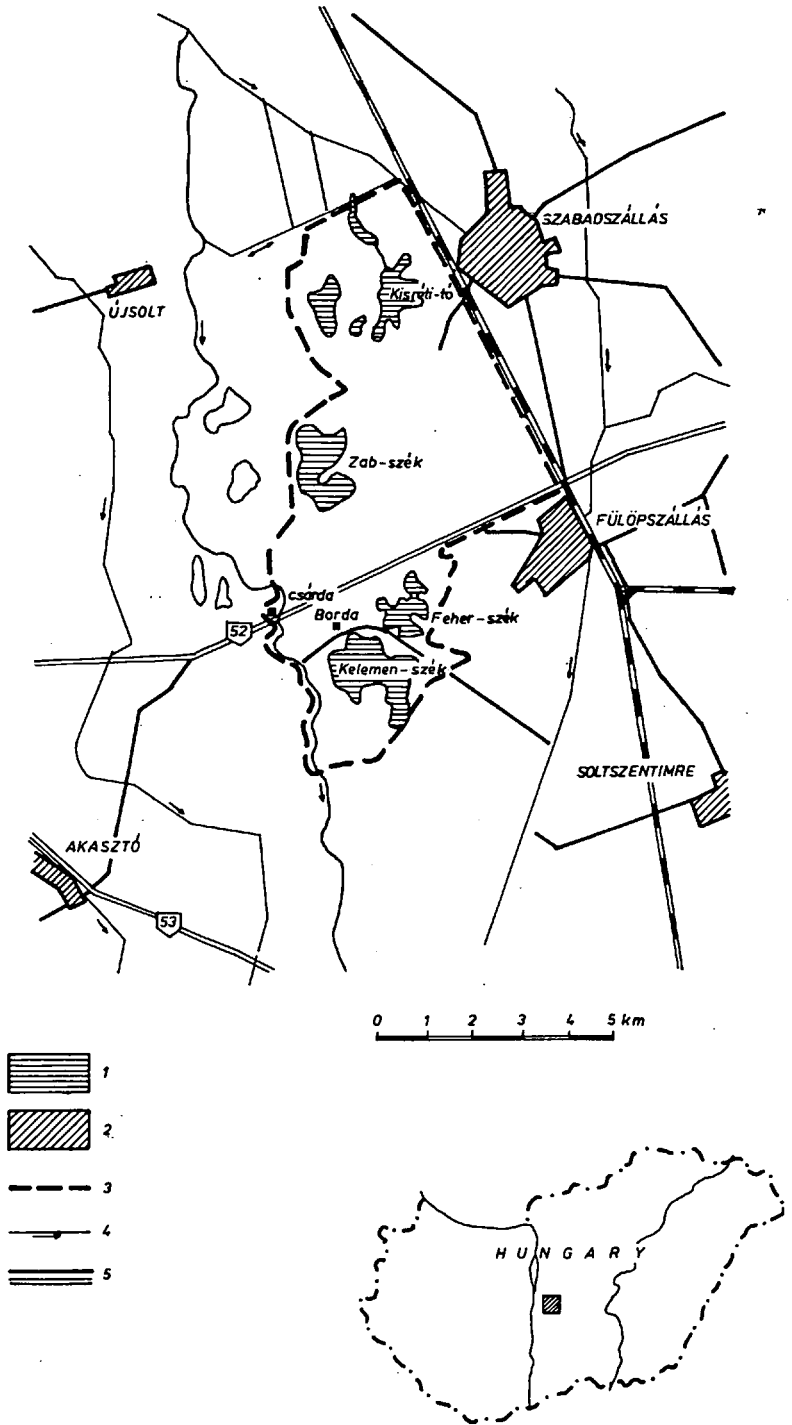 SZABADSZÁLLÁS
Kisréti-tó
ÚJSOLT
Zab-szék
FÜLÖPSZÁLLÁS
csárda
Borda
Feher-szék
52
Kelemen-szék
SOLTSZENTIMRE
AKASZTÓ
53
0 1 2 3 4 5 km
1
2
3
4
5
HUNGARY